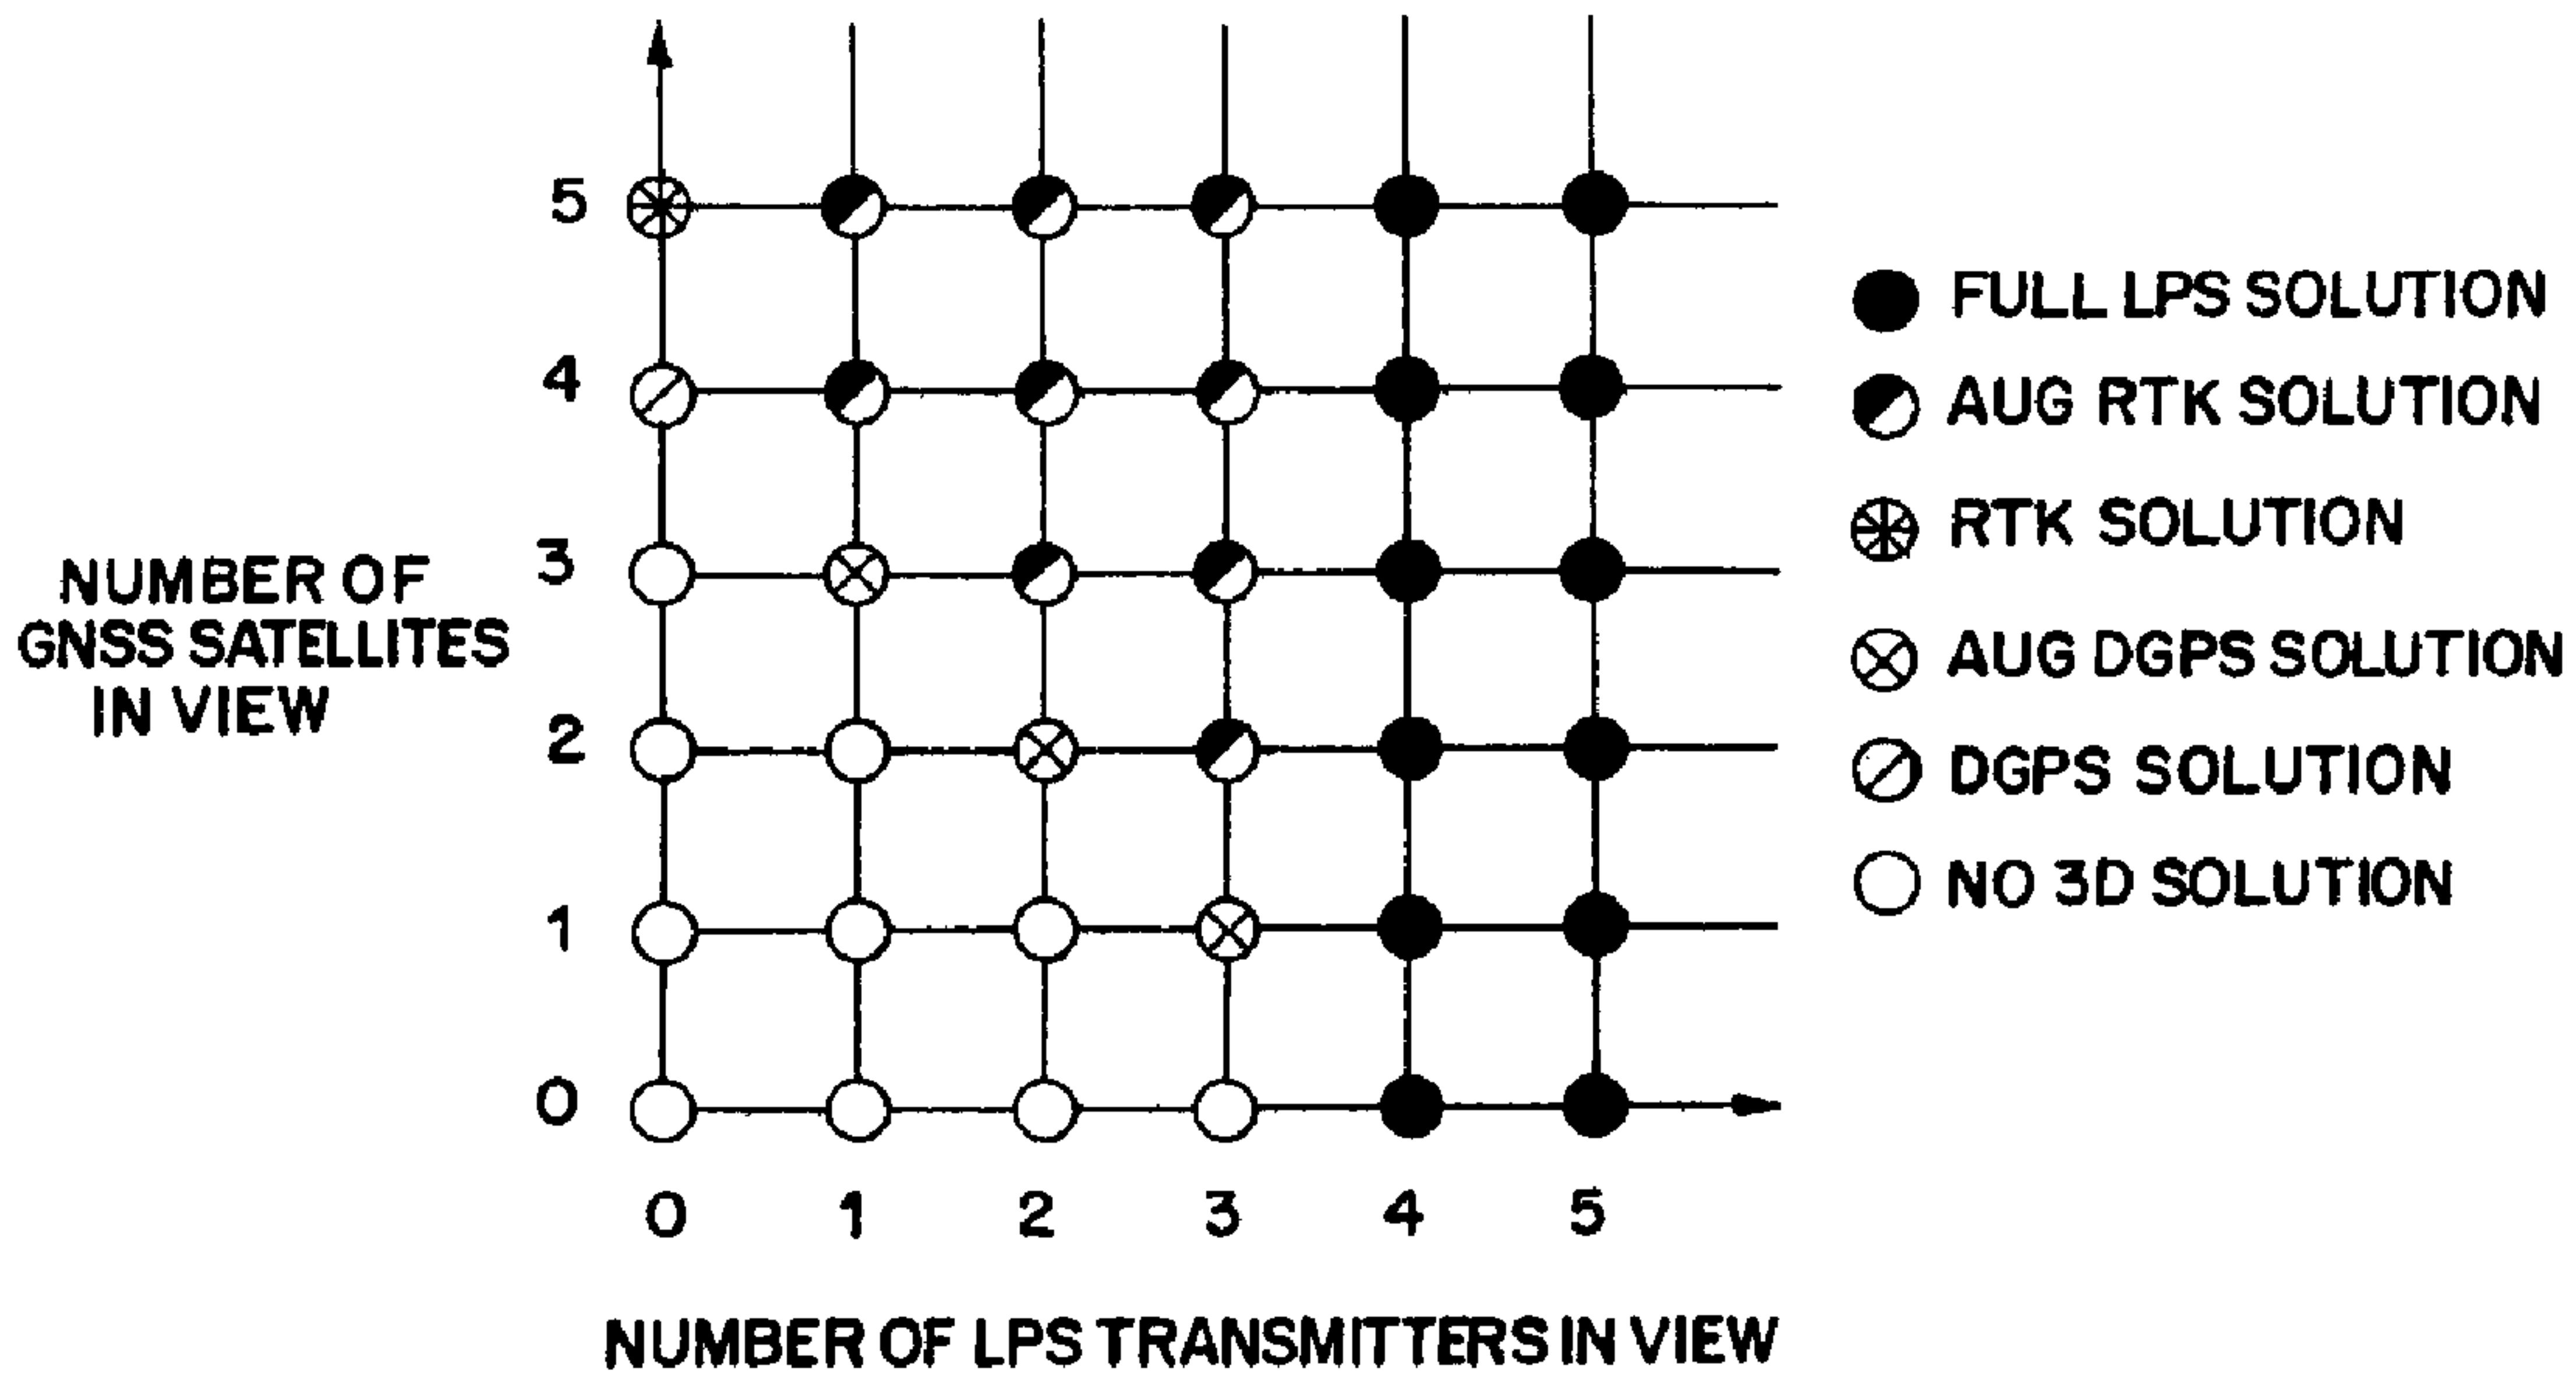 5
4
3
2
1
0
NUMBER OF
GNSS SATELLITES
IN VIEW
0 1 2 3 4 5
NUMBER OF LPS TRANSMITTERS IN VIEW
FULL LPS SOLUTION
AUG RTK SOLUTION
RTK SOLUTION
AUG DGPS SOLUTION
DGPS SOLUTION
NO 3D SOLUTION